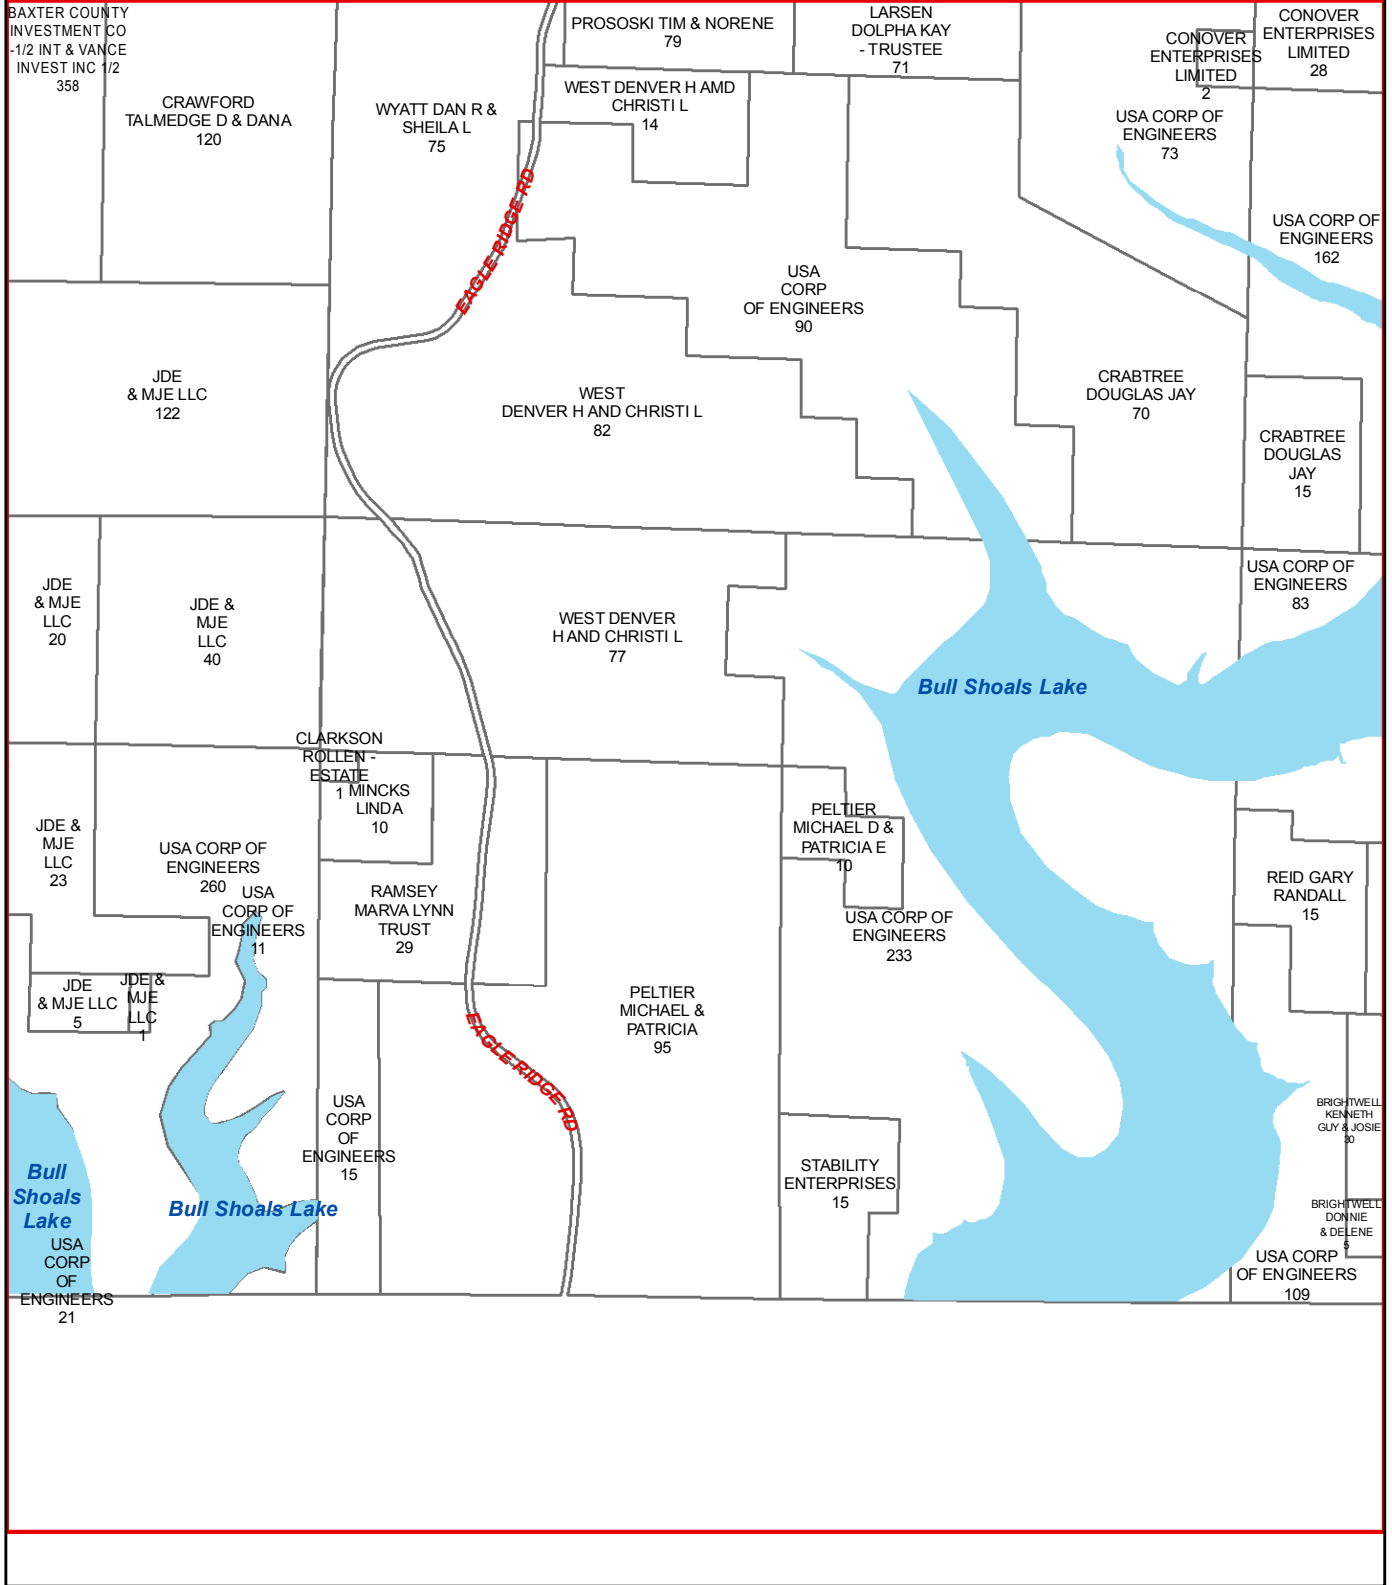 BAXTER COUNTY
INVESTMENT CO
-1/2 INT & VANCE
INVEST INC 1/2
358
CRAWFORD
TALMEDGE D & DANA
120
WYATT DAN R &
SHEILA L
75
PROSOSKI TIM & NORENE
79
WEST DENVER H AMD
CHRISTI L
14
LARSEN
DOLPHA KAY
- TRUSTEE
71
CONOVER
ENTERPRISES
LIMITED
2
CONOVER
ENTERPRISES
LIMITED
28
USA CORP OF
ENGINEERS
73
USA CORP OF
ENGINEERS
162
EAGLE RIDGE RD
USA
CORP
OF ENGINEERS
90
JDE
& MJE LLC
122
WEST
DENVER H AND CHRISTI L
82
CRABTREE
DOUGLAS JAY
70
CRABTREE
DOUGLAS
JAY
15
JDE
& MJE
LLC
20
JDE &
MJE
LLC
40
WEST DENVER
H AND CHRISTI L
77
USA CORP OF
ENGINEERS
83
Bull Shoals Lake
CLARKSON
ROLLEN -
ESTATE
1
MINCKS
LINDA
10
JDE &
MJE
LLC
23
USA CORP OF
ENGINEERS
260
USA
CORP OF
ENGINEERS
11
RAMSEY
MARVA LYNN
TRUST
29
PELTIER
MICHAEL D &
PATRICIA E
10
USA CORP OF
ENGINEERS
233
REID GARY
RANDALL
15
JDE
& MJE LLC
5
JDE &
MJE
LLC
1
PELTIER
MICHAEL &
PATRICIA
95
EAGLE RIDGE RD
USA
CORP
OF
ENGINEERS
15
BRIGHTWELL
KENNETH
GUY & JOSIE
30
STABILITY
ENTERPRISES
15
Bull
Shoals
Lake
Bull Shoals Lake
BRIGHTWELL
DONNIE
& DELENE
5
USA
CORP
OF
ENGINEERS
21
USA CORP
OF ENGINEERS
109